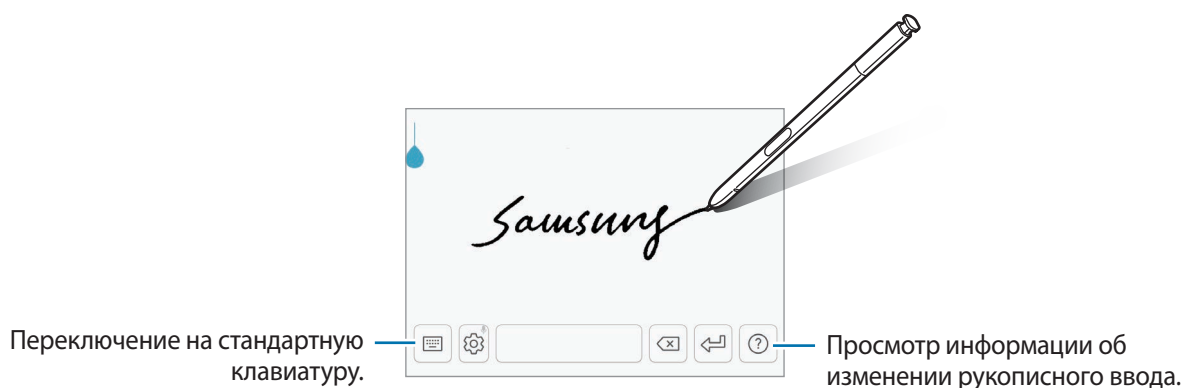 Samsung
Переключение на стандартную
клавиатуру.
Просмотр информации об
изменении рукописного ввода.